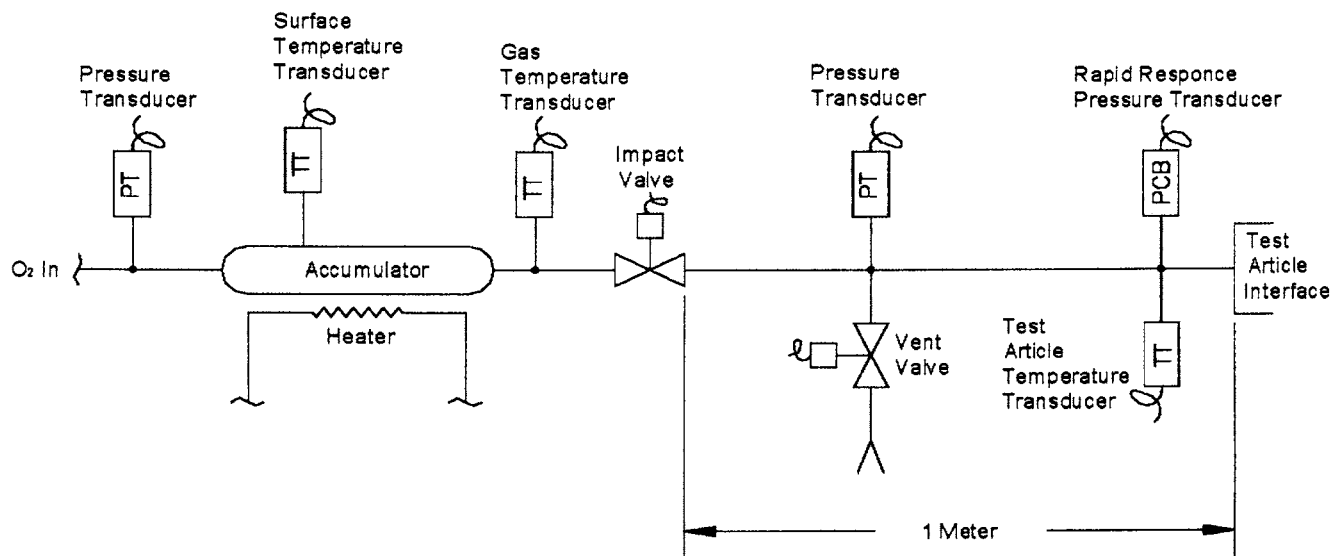 Surface
Temperature
Transducer
Gas
Temperature
Transducer
Pressure
Transducer
Pressure
Transducer
Rapid Responce
Pressure Transducer
Impact
Valve
PT
TT
TT
PT
PCB
O₂ In
Accumulator
Test
Article
Interface
Heater
Vent
Valve
Test
Article
Temperature
Transducer
TT
1 Meter